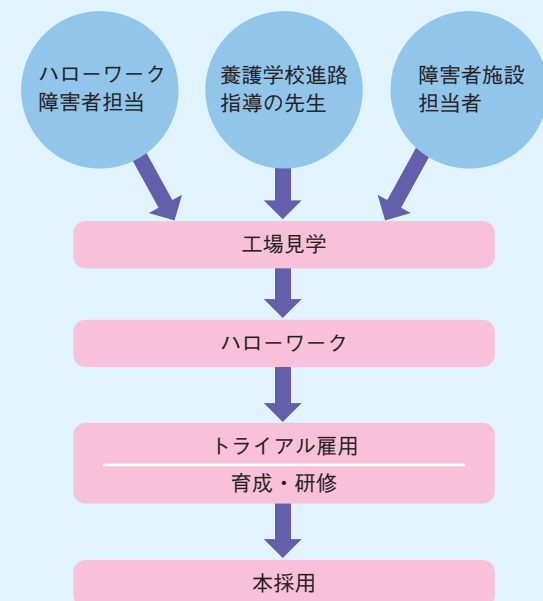 ハローワーク
障害者担当
養護学校進路
指導の先生
障害者施設
担当者
工場見学
ハローワーク
トライアル雇用
育成・研修
本採用